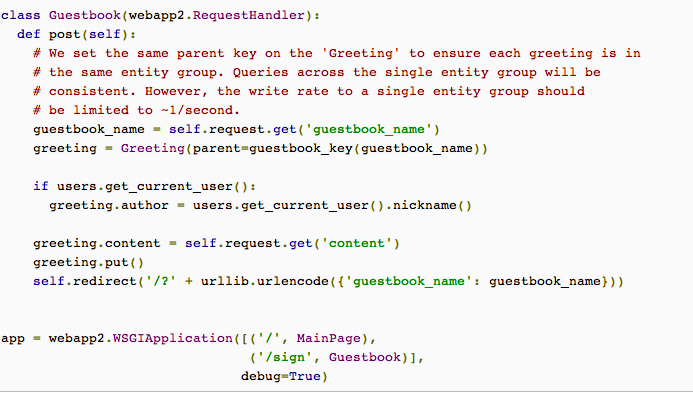 class Guestbook(webapp2.RequestHandler):
  def post(self):
    # We set the same parent key on the 'Greeting' to ensure each greeting is in
    # the same entity group. Queries across the single entity group will be
    # consistent. However, the write rate to a single entity group should
    # be limited to ~1/second.
    guestbook_name = self.request.get('guestbook_name')
    greeting = Greeting(parent=guestbook_key(guestbook_name))

    if users.get_current_user():
      greeting.author = users.get_current_user().nickname()

    greeting.content = self.request.get('content')
    greeting.put()
    self.redirect('/?' + urllib.urlencode({'guestbook_name': guestbook_name}))


app = webapp2.WSGIApplication([('/', MainPage),
                               ('/sign', Guestbook)],
                              debug=True)